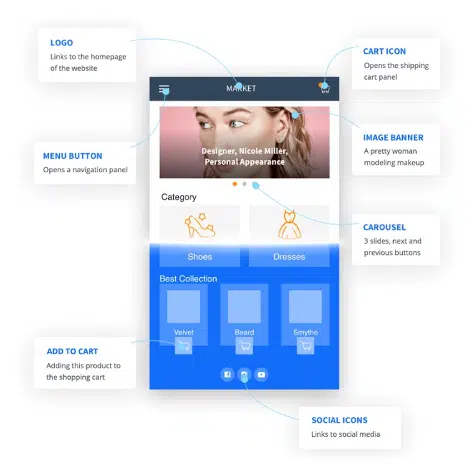 LOGO
Links to the homepage
of the website
CART ICON
Opens the shipping
cart panel
MARKET
MENU BUTTON
Opens a navigation panel
IMAGE BANNER
A pretty woman
modeling makeup
Designer, Nicole Miller,
Personal Appearance
Category
CAROUSEL
3 slides, next and
previous buttons
Shoes
Dresses
Best Collection
Velvet
Beard
Smythe
ADD TO CART
Adding this product to
the shopping cart
SOCIAL ICONS
Links to social media